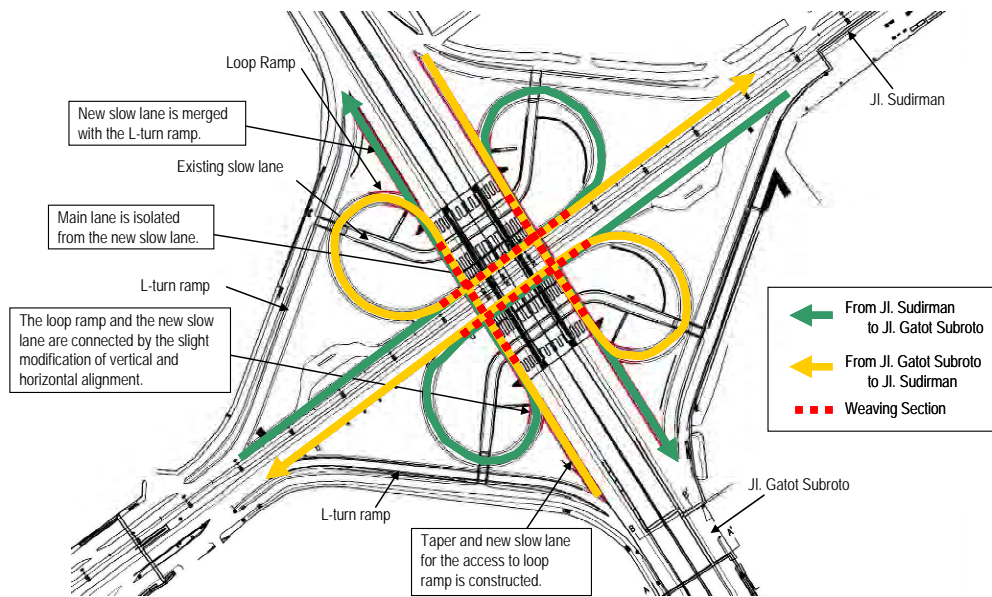 Loop Ramp
New slow lane is merged
with the L-turn ramp.
Existing slow lane
Main lane is isolated
from the new slow lane.
L-turn ramp
The loop ramp and the new slow
lane are connected by the slight
modification of vertical and
horizontal alignment.
Jl. Sudirman
From Jl. Sudirman
to Jl. Gatot Subroto
From Jl. Gatot Subroto
to Jl. Sudirman
Weaving Section
Jl. Gatot Subroto
L-turn ramp
Taper and new slow lane
for the access to loop
ramp is constructed.
B
B'
A'
A